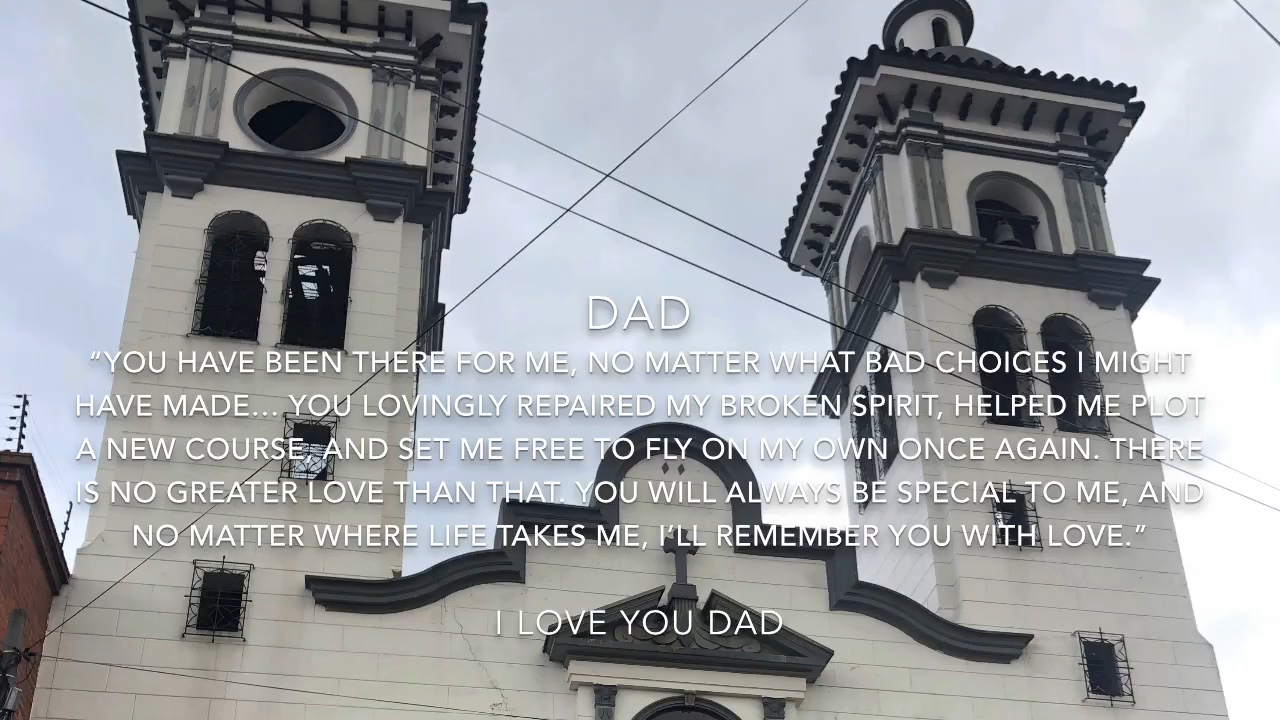 DAD
“YOU HAVE BEEN THERE FOR ME, NO MATTER WHAT BAD CHOICES I MIGHT
HAVE MADE… YOU LOVINGLY REPAIRED MY BROKEN SPIRIT, HELPED ME PLOT
A NEW COURSE, AND SET ME FREE TO FLY ON MY OWN ONCE AGAIN. THERE
IS NO GREATER LOVE THAN THAT. YOU WILL ALWAYS BE SPECIAL TO ME, AND
NO MATTER WHERE LIFE TAKES ME, I’LL REMEMBER YOU WITH LOVE.”
I LOVE YOU DAD